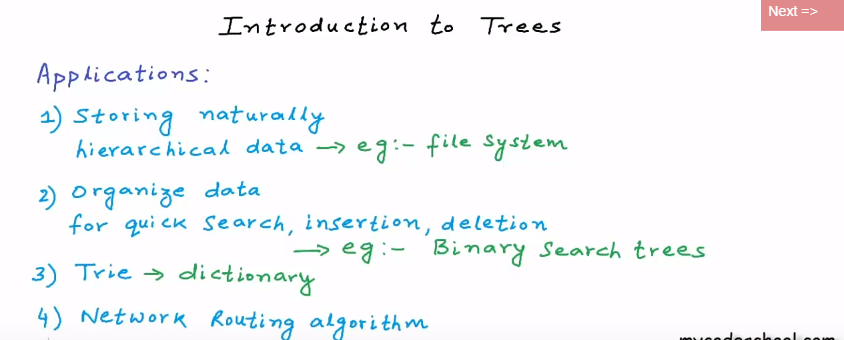 Next =>
Introduction to Trees
Applications:
1) Storing naturally
hierarchical data → eg:- file system
2) Organize data
for quick search, insertion, deletion
→ eg:- Binary Search trees
3) Trie → dictionary
4) Network Routing algorithm
mycodeschool.com